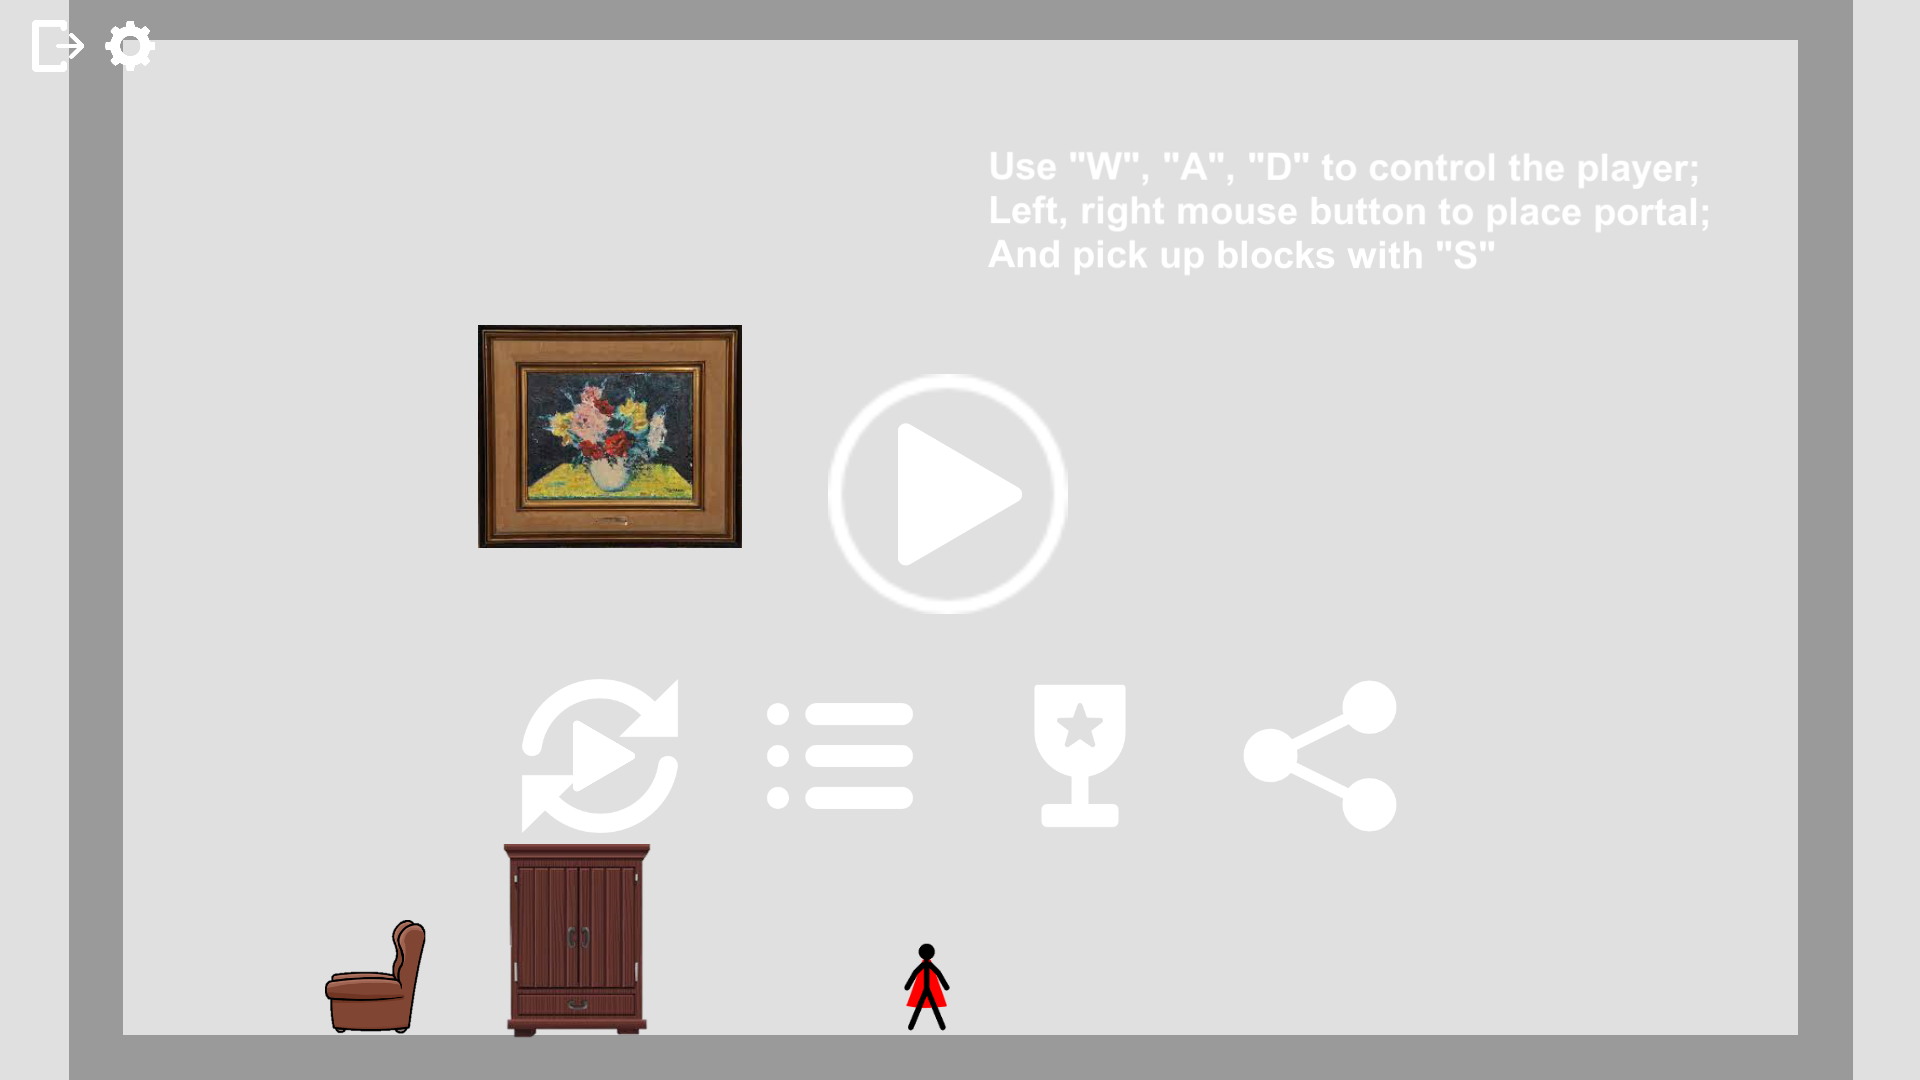 Use "W", "A", "D" to control the player;
Left, right mouse button to place portal;
And pick up blocks with "S"